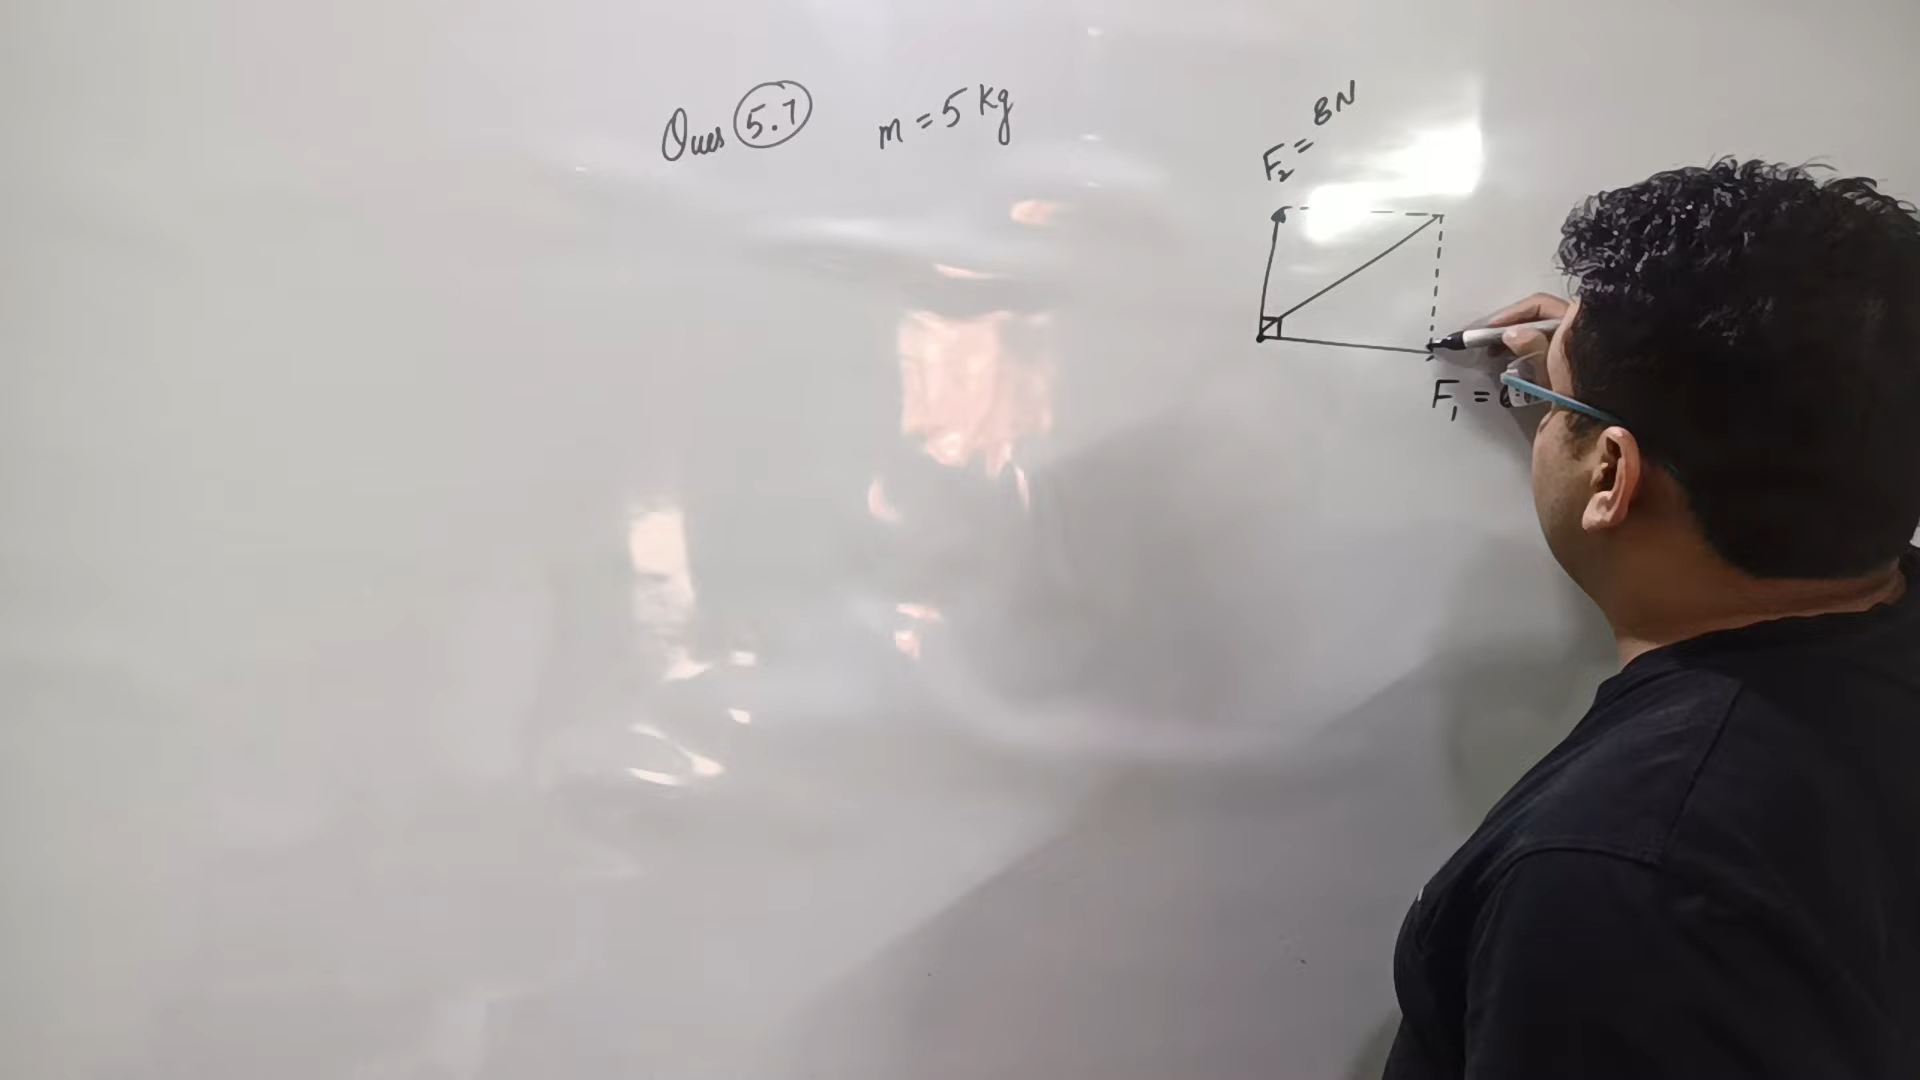 Ques 5.7 m = 5 kg
F₂ = 8N
F₁ =